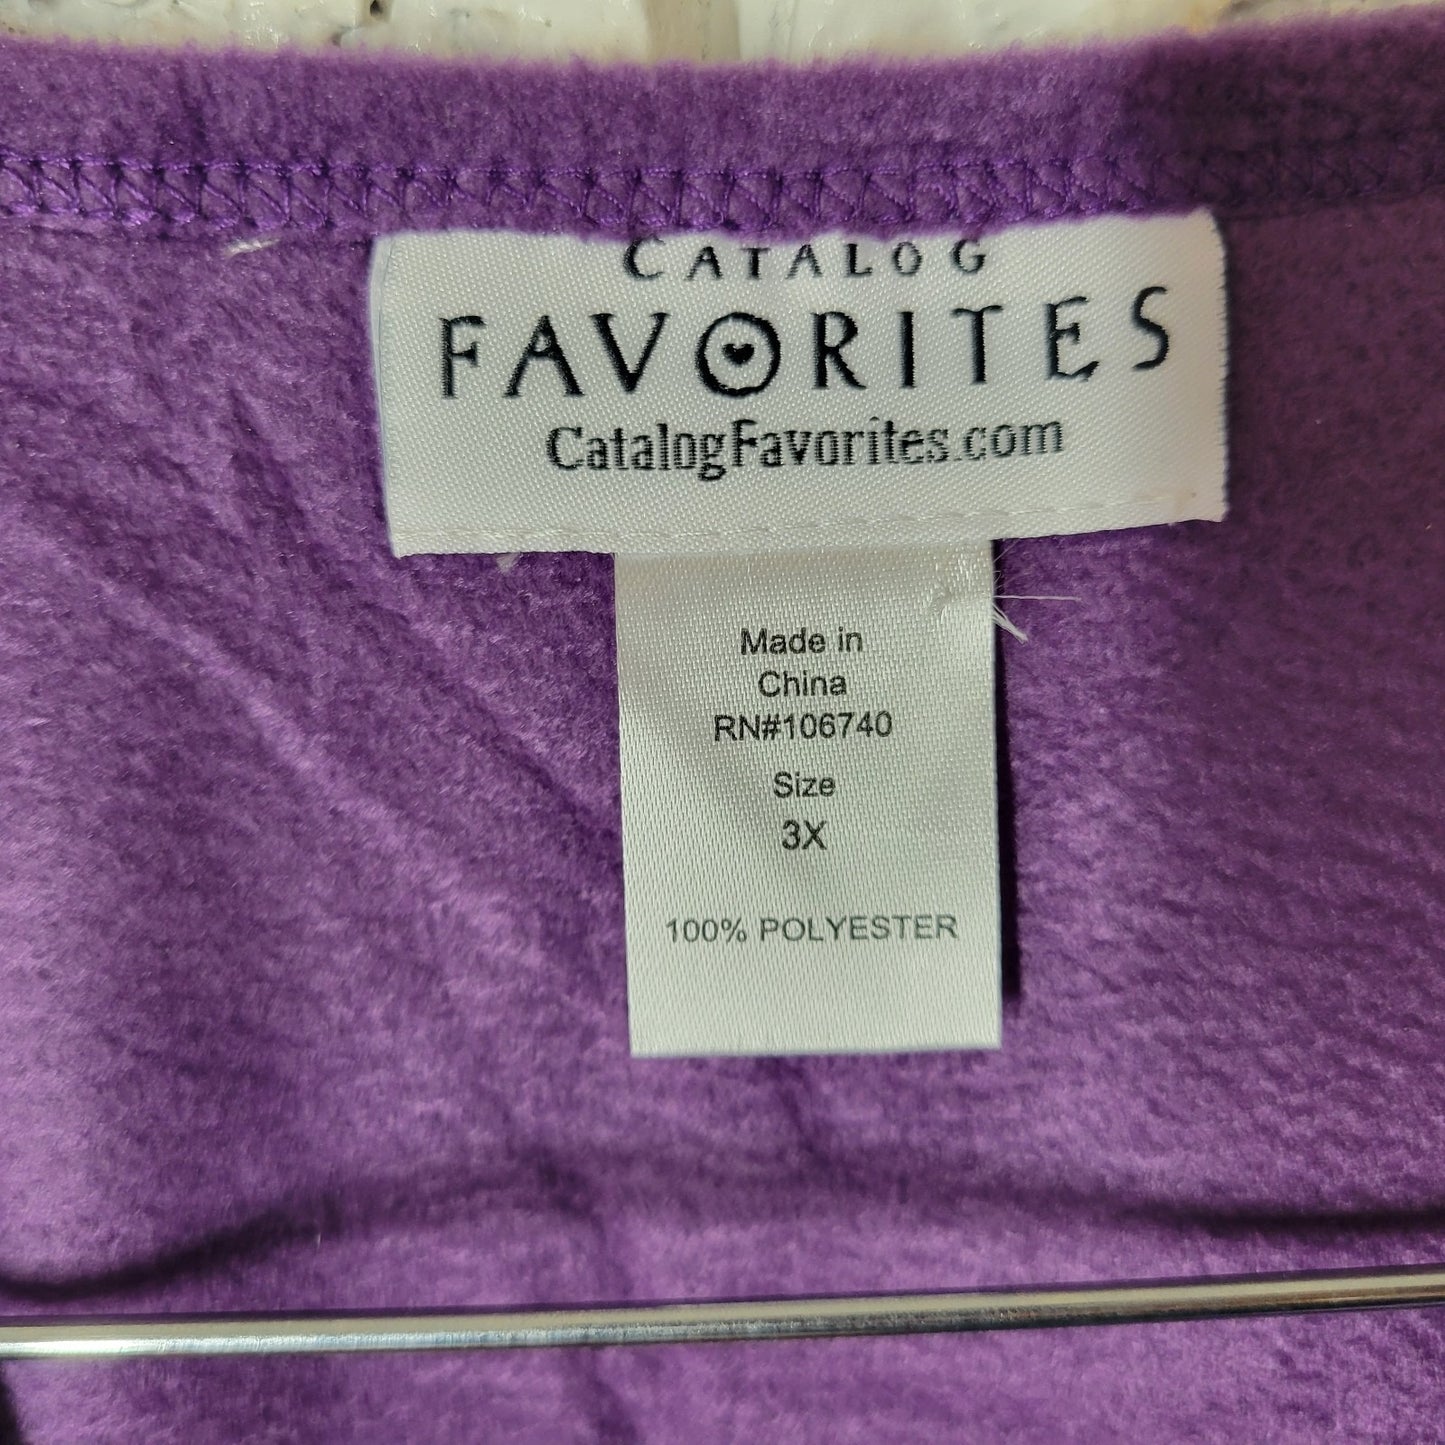 CATALOG
FAVORITES
CatalogFavorites.com
Made in
China
RN#106740
Size
3X
100% POLYESTER